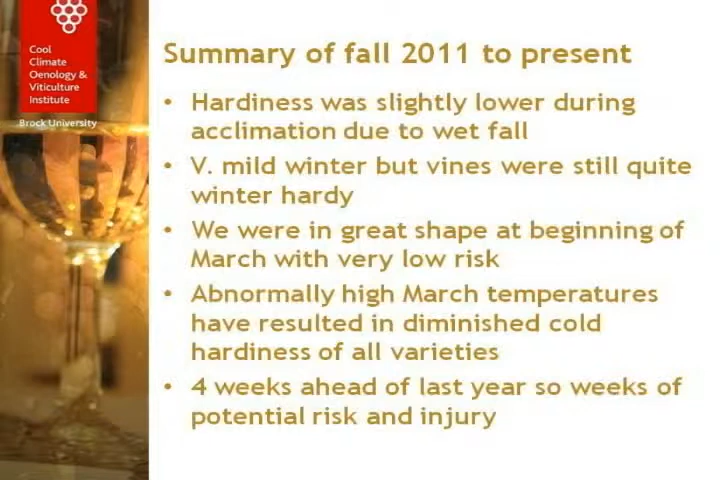 Cool
Climate
Oenology &
Viticulture
Institute
Brock University
Summary of fall 2011 to present
• Hardiness was slightly lower during
acclimation due to wet fall
• V. mild winter but vines were still quite
winter hardy
• We were in great shape at beginning of
March with very low risk
• Abnormally high March temperatures
have resulted in diminished cold
hardiness of all varieties
• 4 weeks ahead of last year so weeks of
potential risk and injury